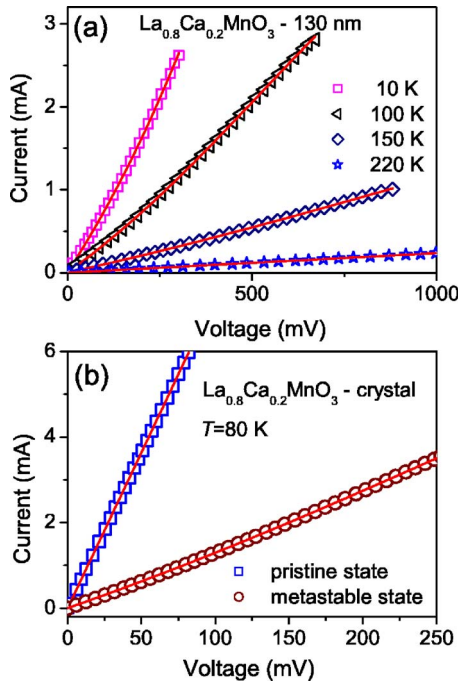 (a)
La0.8Ca0.2MnO3 - 130 nm
10 K
100 K
150 K
220 K
Current (mA)
3
2
1
0
0
500
1000
Voltage (mV)
(b)
La0.8Ca0.2MnO3 - crystal
T=80 K
pristine state
metastable state
Current (mA)
6
4
2
0
0
50
100
150
200
250
Voltage (mV)